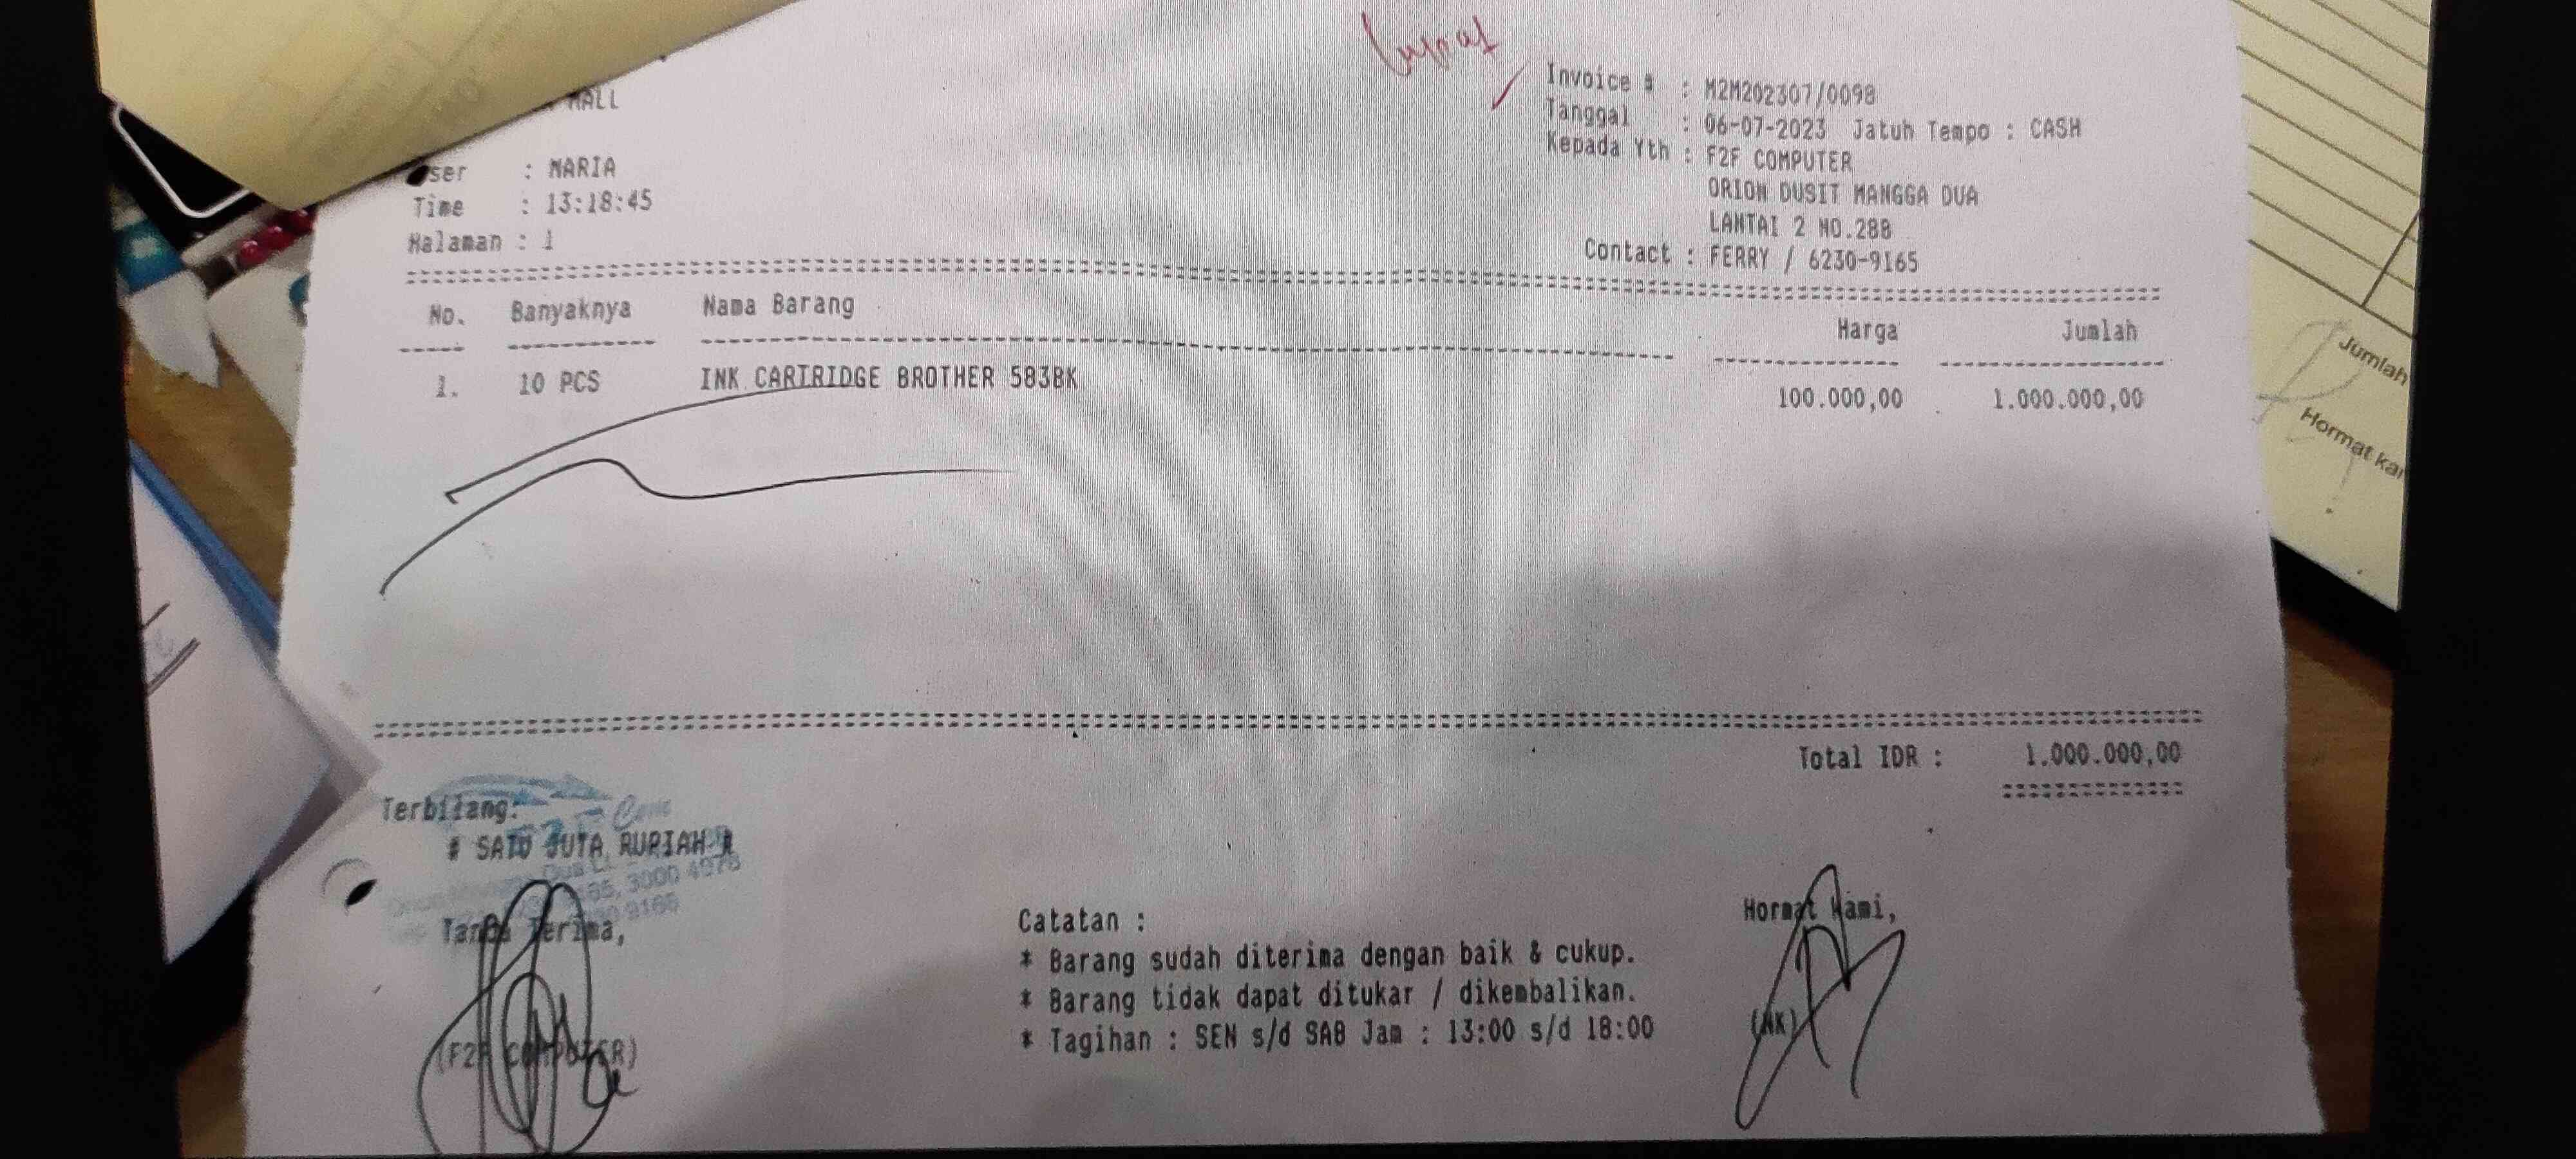 MALL
User : MARIA
Time : 13:18:45
Halaman : 1
Invoice # : M2M202307/0098
Tanggal : 06-07-2023 Jatuh Tempo : CASH
Kepada Yth : F2F COMPUTER
ORION DUSIT MANGGA DUA
LANTAI 2 NO.28B
Contact : FERRY / 6230-9165
No. Banyaknya Nama Barang Harga Jumlah
1. 10 PCS INK CARTRIDGE BROTHER 583BK 100.000,00 1.000.000,00
Total IDR : 1.000.000,00
Terbilang:
# SATU JUTA RUPIAH #
Tanda Terima,
(F2F COMPUTER)
Catatan :
* Barang sudah diterima dengan baik & cukup.
* Barang tidak dapat ditukar / dikembalikan.
* Tagihan : SEN s/d SAB Jam : 13:00 s/d 18:00
Hormat Kami,
(AK)
Jumlah
Hormat ka